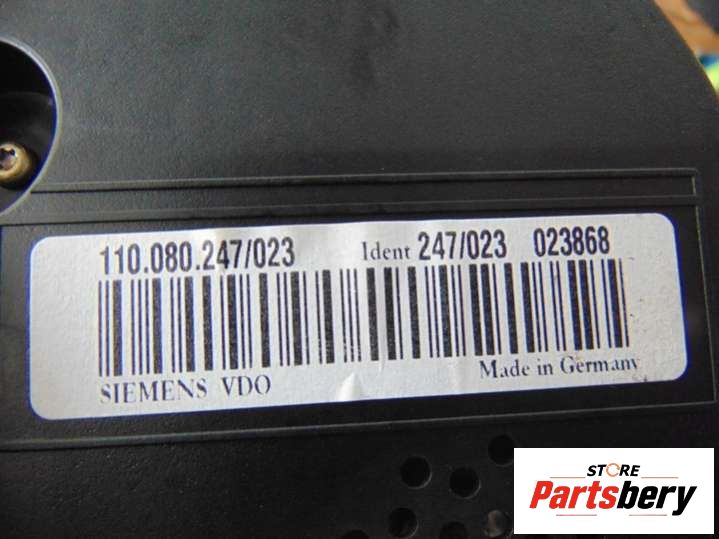 110.080.247/023 Ident 247/023 023868
SIEMENS VDO Made in Germany
STORE
Partsbery